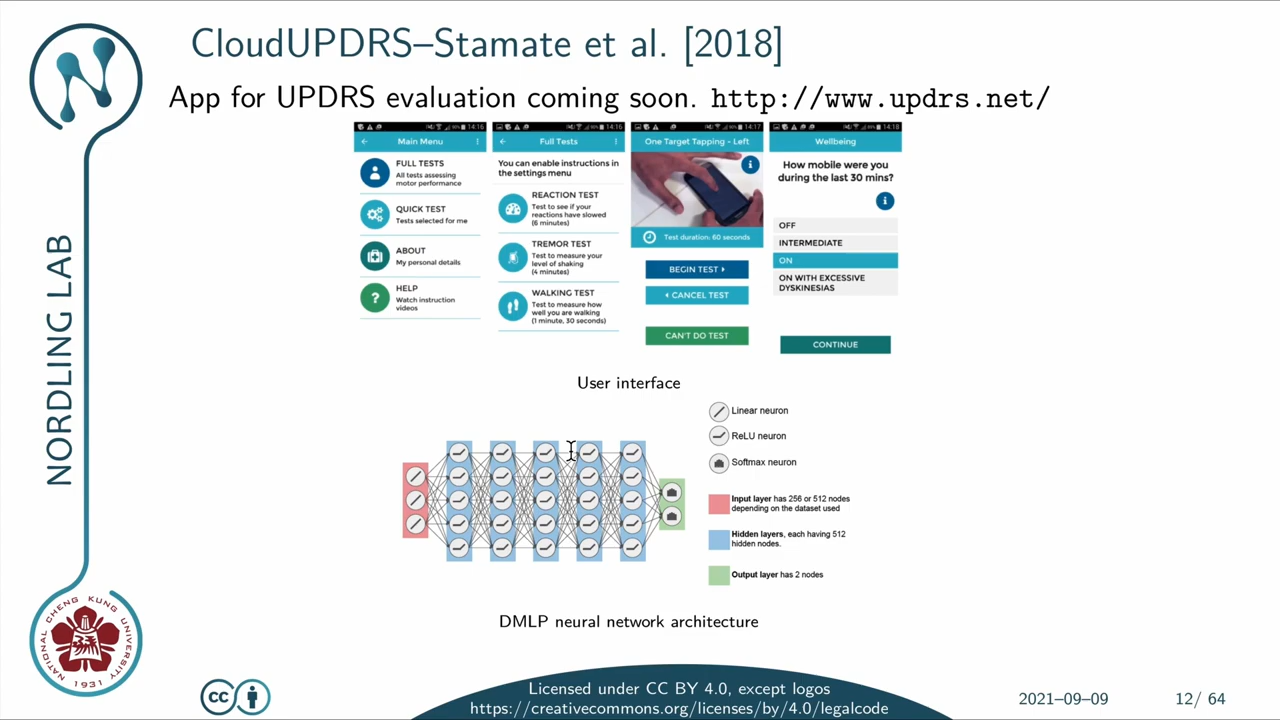 CloudUPDRS–Stamate et al. [2018]
App for UPDRS evaluation coming soon. http://www.updrs.net/
14:16
Main Menu
FULL TESTS
All tests assessing
motor performance
QUICK TEST
Tests selected for me
ABOUT
My personal details
HELP
Watch instruction
videos
14:16
Full Tests
You can enable instructions in
the settings menu
REACTION TEST
Test to see if your
reactions have slowed
(6 minutes)
TREMOR TEST
Test to measure your
level of shaking
(4 minutes)
WALKING TEST
Test to measure how
well you are walking
(1 minute, 30 seconds)
14:17
One Target Tapping - Left
Test duration: 60 seconds
BEGIN TEST
CANCEL TEST
CAN'T DO TEST
14:18
Wellbeing
How mobile were you
during the last 30 mins?
OFF
INTERMEDIATE
ON
ON WITH EXCESSIVE
DYSKINESIAS
CONTINUE
User interface
Linear neuron
ReLU neuron
Softmax neuron
Input layer has 256 or 512 nodes
depending on the dataset used
Hidden layers, each having 512
hidden nodes.
Output layer has 2 nodes
DMLP neural network architecture
NORDLING LAB
NATIONAL CHENG KUNG UNIVERSITY
1931
cc
Licensed under CC BY 4.0, except logos
https://creativecommons.org/licenses/by/4.0/legalcode
2021–09–09
12/ 64